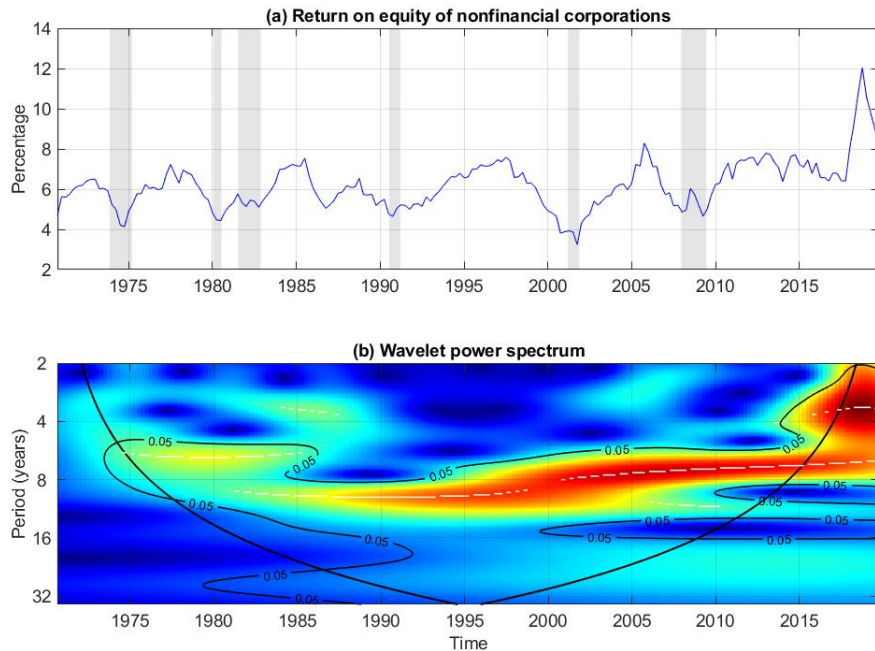 (a) Return on equity of nonfinancial corporations
Percentage
14
12
10
8
6
4
2
1975 1980 1985 1990 1995 2000 2005 2010 2015
(b) Wavelet power spectrum
Period (years)
2
4
8
16
32
0.05 0.05 0.05 0.05
0.05 0.05 0.05
0.05 0.05 0.05
0.05 0.05
0.05
1975 1980 1985 1990 1995 2000 2005 2010 2015
Time